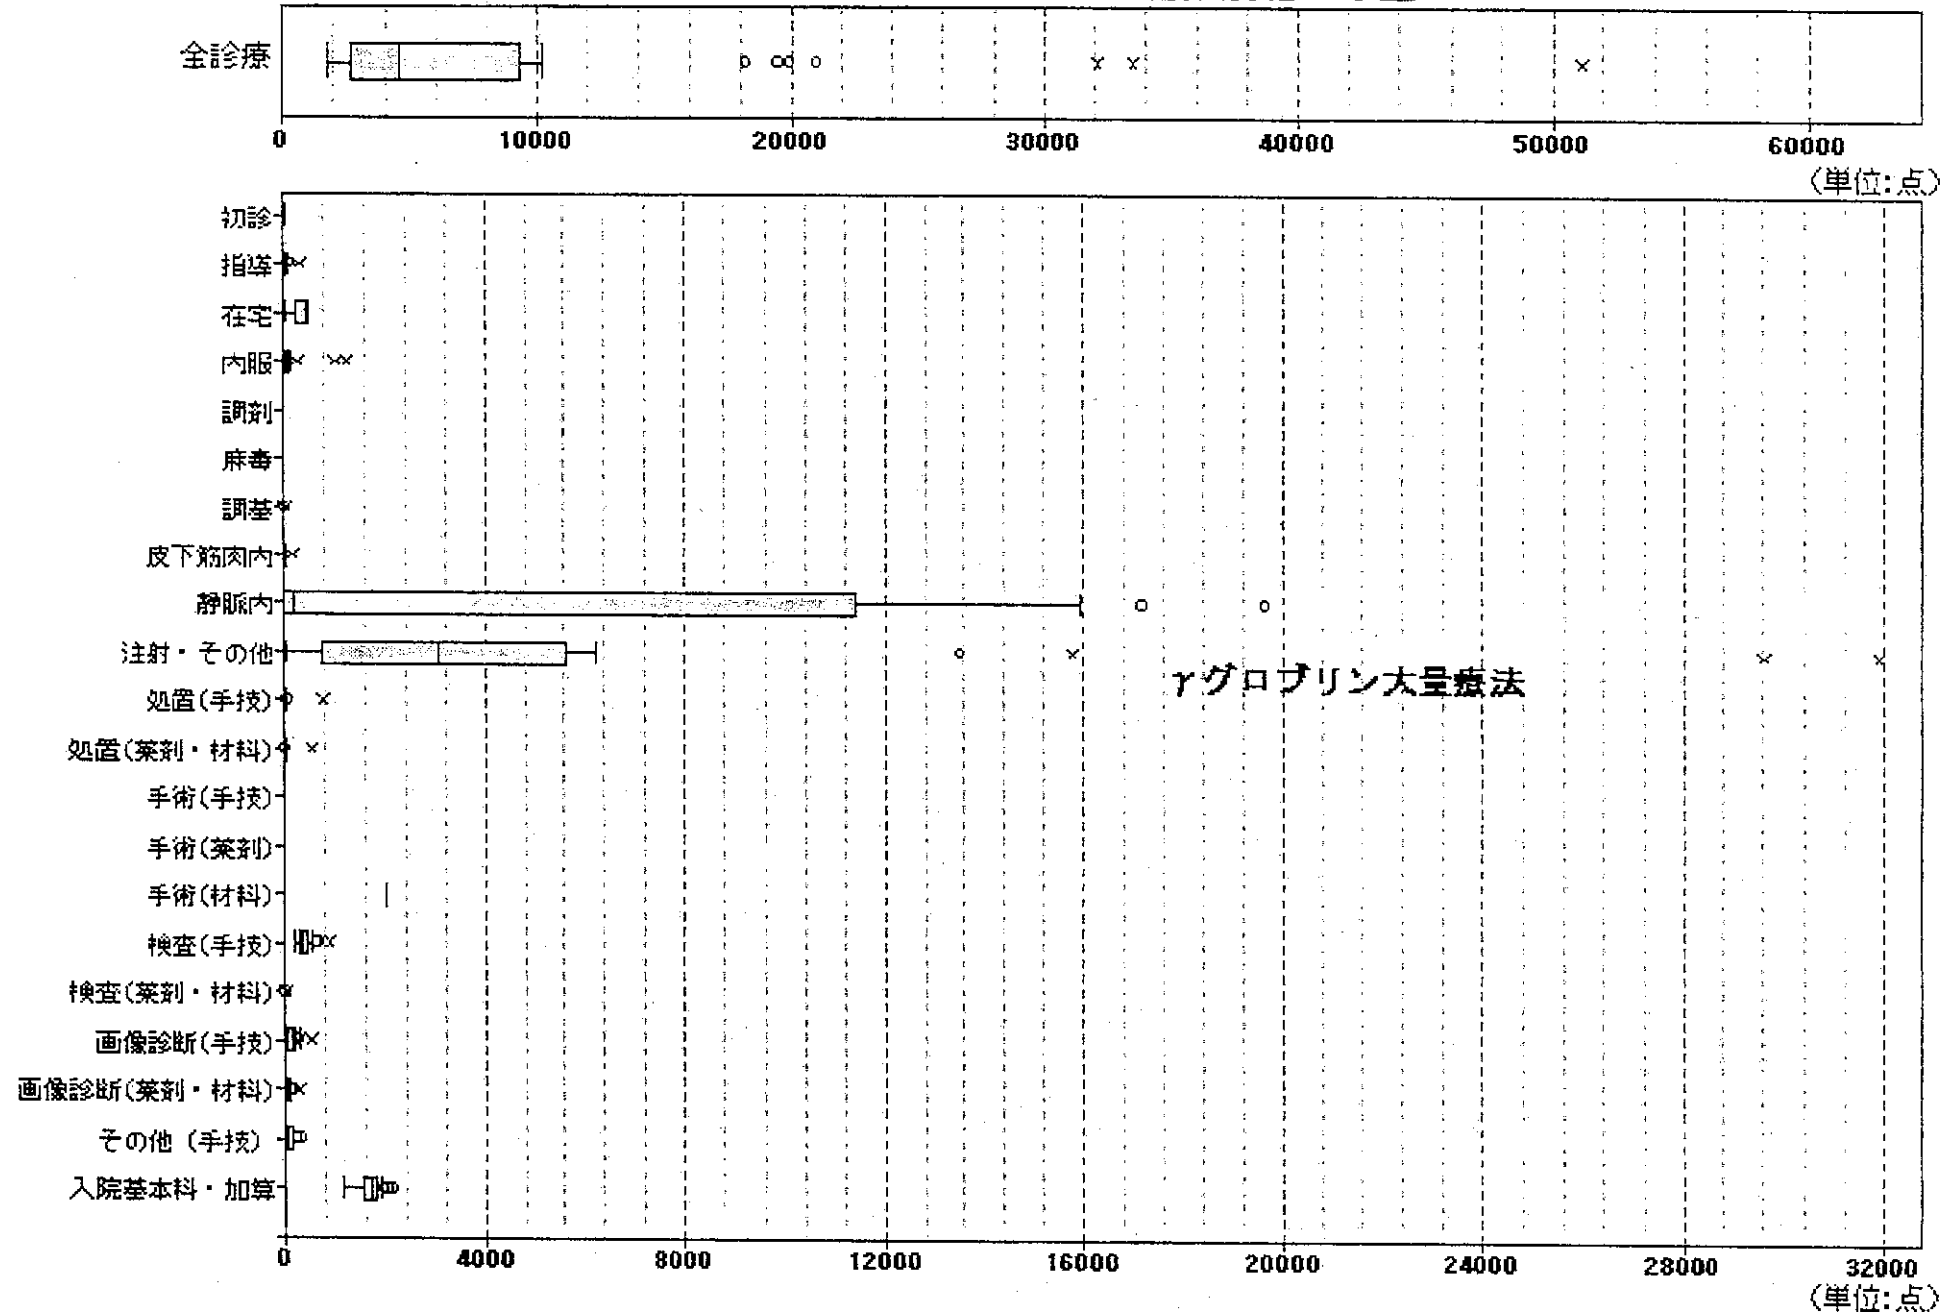 全診療
0 10000 20000 30000 40000 50000 60000
(単位:点)
初診
指導
在宅
内服
調剤
麻毒
調基
皮下筋肉内
静脈内
注射・その他
γグロブリン大量療法
処置(手技)
処置(薬剤・材料)
手術(手技)
手術(薬剤)
手術(材料)
検査(手技)
検査(薬剤・材料)
画像診断(手技)
画像診断(薬剤・材料)
その他(手技)
入院基本料・加算
0 4000 8000 12000 16000 20000 24000 28000 32000
(単位:点)